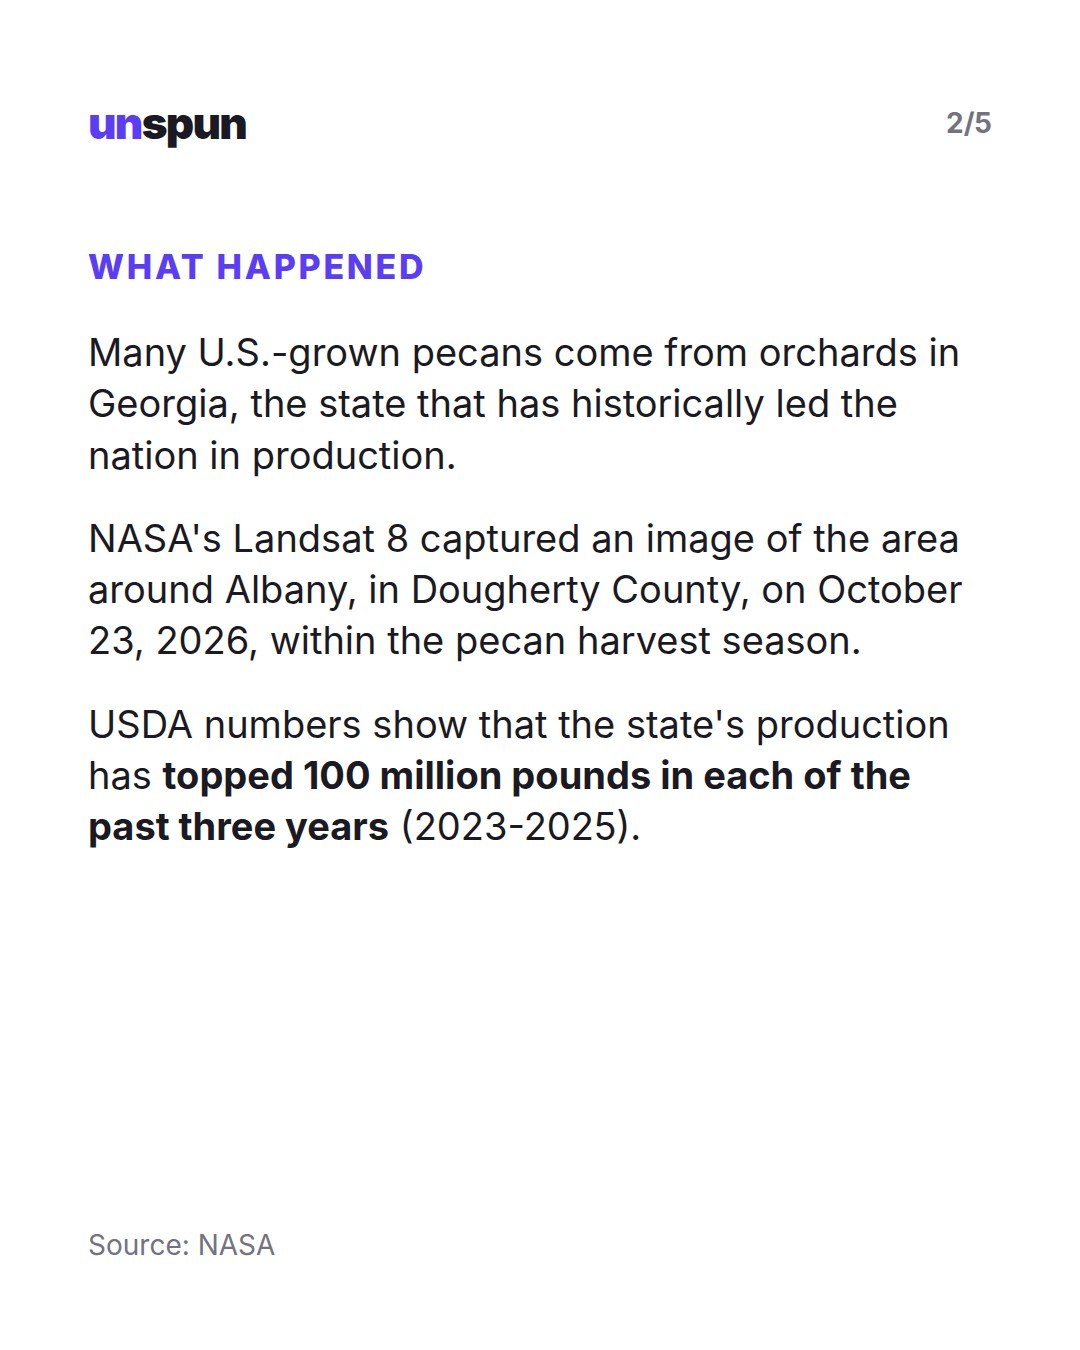 unspun
2/5
WHAT HAPPENED
Many U.S.-grown pecans come from orchards in
Georgia, the state that has historically led the
nation in production.
NASA's Landsat 8 captured an image of the area
around Albany, in Dougherty County, on October
23, 2026, within the pecan harvest season.
USDA numbers show that the state's production
has topped 100 million pounds in each of the
past three years (2023-2025).
Source: NASA